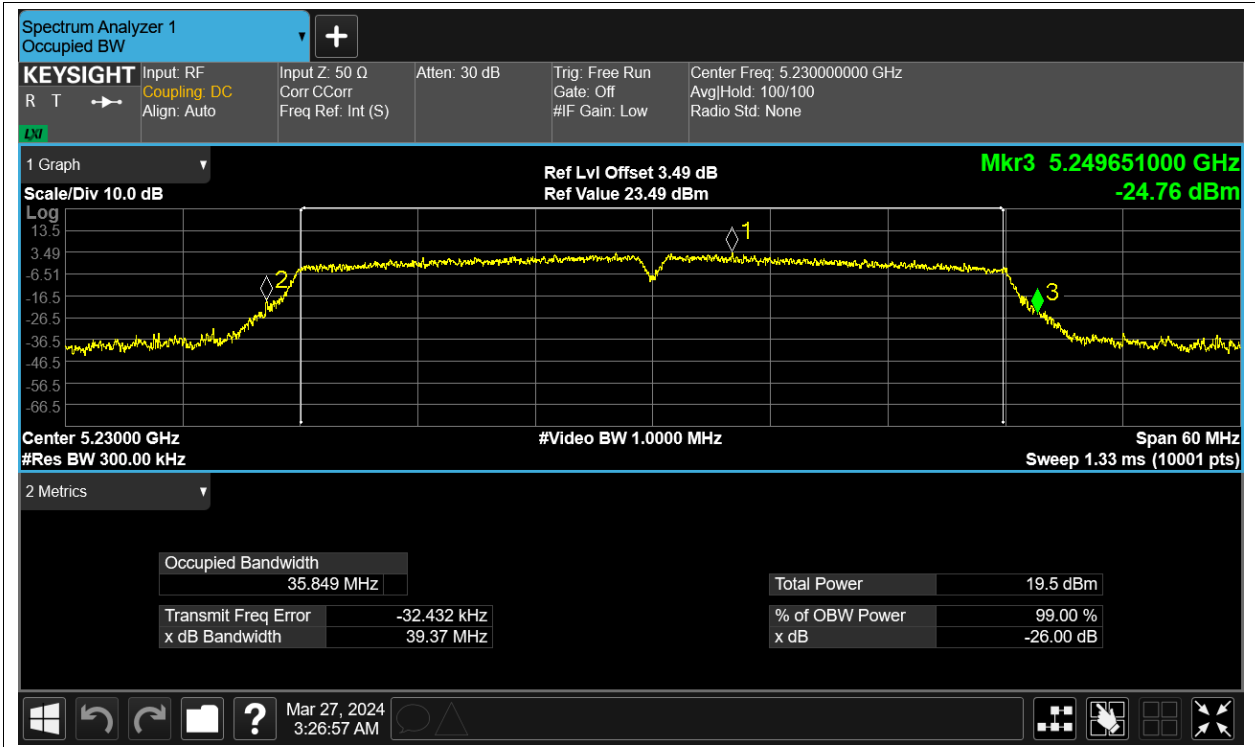 Spectrum Analyzer 1
Occupied BW
KEYSIGHT
R T
LXI
Input: RF
Coupling: DC
Align: Auto
Input Z: 50 Ω
Corr CCorr
Freq Ref: Int (S)
Atten: 30 dB
Trig: Free Run
Gate: Off
#IF Gain: Low
Center Freq: 5.230000000 GHz
Avg|Hold: 100/100
Radio Std: None
1 Graph
Scale/Div 10.0 dB
Ref Lvl Offset 3.49 dB
Ref Value 23.49 dBm
Mkr3 5.249651000 GHz
-24.76 dBm
Log
13.5
3.49
-6.51
-16.5
-26.5
-36.5
-46.5
-56.5
-66.5
1
2
3
Center 5.23000 GHz
#Video BW 1.0000 MHz
Span 60 MHz
#Res BW 300.00 kHz
Sweep 1.33 ms (10001 pts)
2 Metrics
Occupied Bandwidth
35.849 MHz
Total Power 19.5 dBm
Transmit Freq Error -32.432 kHz
% of OBW Power 99.00 %
x dB Bandwidth 39.37 MHz
x dB -26.00 dB
?
Mar 27, 2024
3:26:57 AM